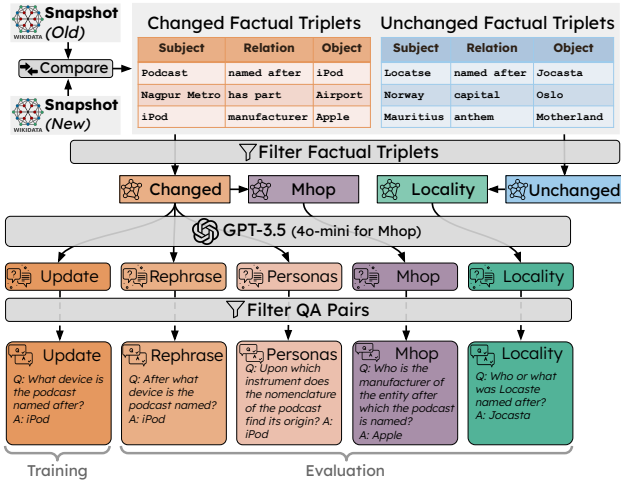 Snapshot
(Old)
WIKIDATA
Compare
Snapshot
(New)
WIKIDATA
Changed Factual Triplets
Subject Relation Object
Podcast named after iPod
Nagpur Metro has part Airport
iPod manufacturer Apple
Unchanged Factual Triplets
Subject Relation Object
Locatse named after Jocasta
Norway capital Oslo
Mauritius anthem Motherland
Filter Factual Triplets
Changed Mhop Locality Unchanged
GPT-3.5 (4o-mini for Mhop)
Update Rephrase Personas Mhop Locality
Filter QA Pairs
Update
Q: What device is
the podcast
named after?
A: iPod
Rephrase
Q: After what
device is the
podcast named?
A: iPod
Personas
Q: Upon which
instrument does
the nomenclature
of the podcast
find its origin? A:
iPod
Mhop
Q: Who is the
manufacturer of
the entity after
which the podcast
is named?
A: Apple
Locality
Q: Who or what
was Locaste
named after?
A: Jocasta
Training
Evaluation